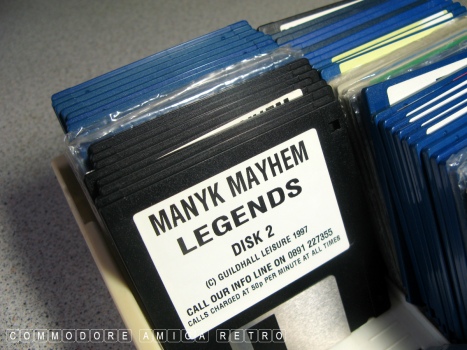 MANYK MAYHEM
LEGENDS
DISK 2
(C) GUILDHALL LEISURE 1997
CALL OUR INFO LINE ON 0891 227355
CALLS CHARGED AT 50p PER MINUTE AT ALL TIMES
COMMODORE AMIGA RETRO